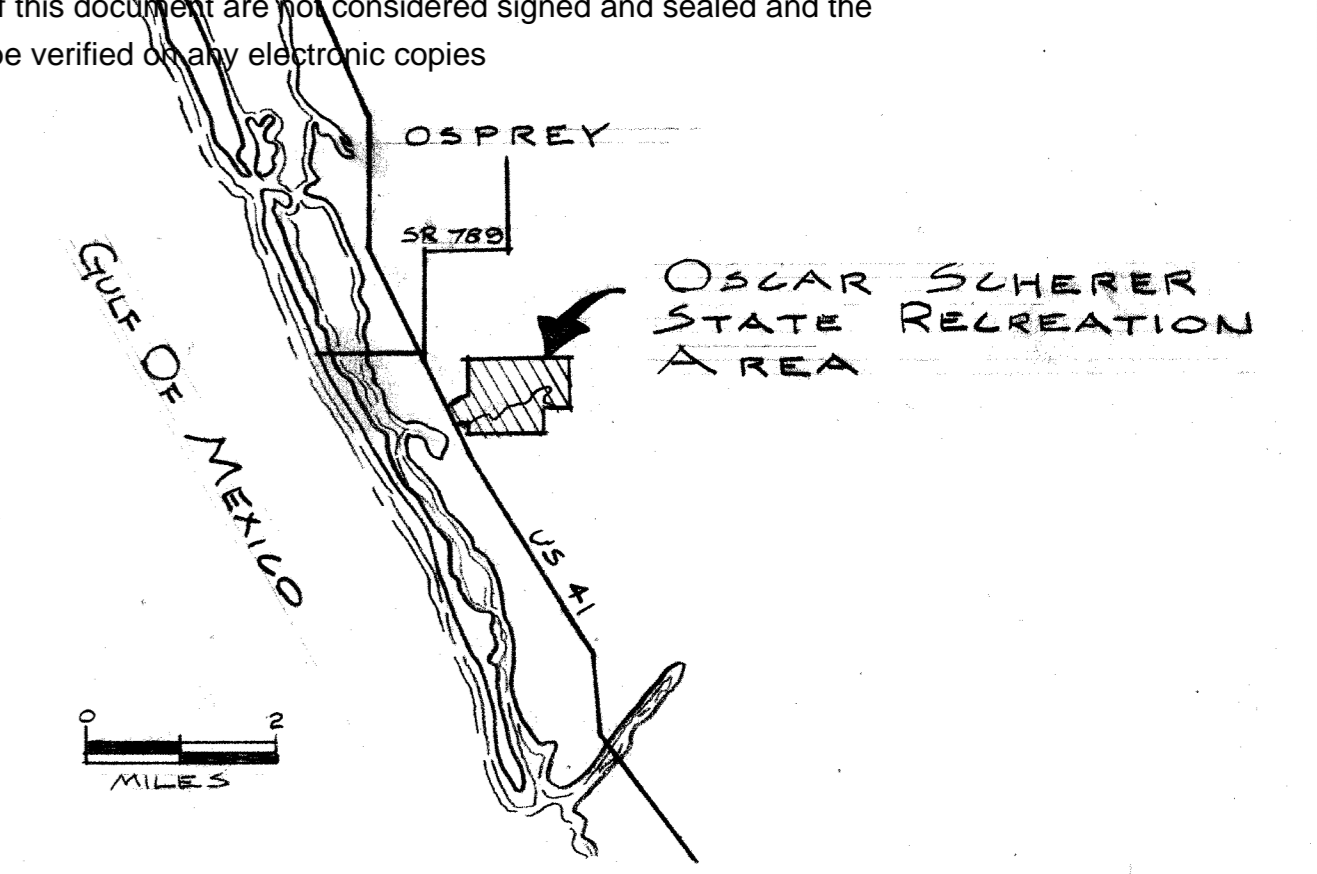 f this document are not considered signed and sealed and the
be verified on any electronic copies
OSPREY
SR 789
OSCAR SCHERER
STATE RECREATION
AREA
GULF OF MEXICO
US 41
0 2
MILES